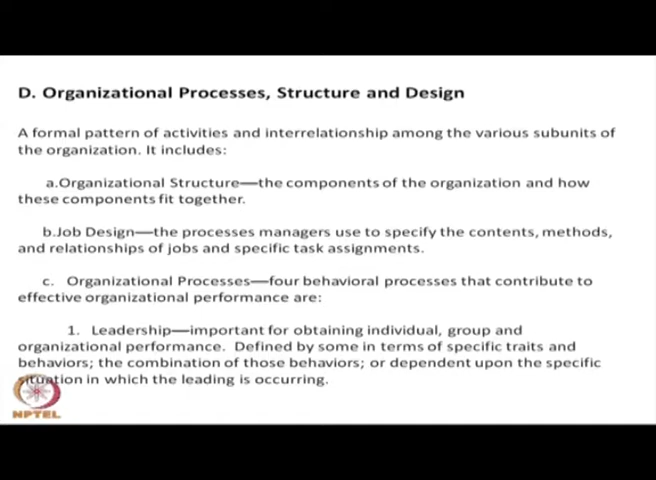 D. Organizational Processes, Structure and Design
A formal pattern of activities and interrelationship among the various subunits of
the organization. It includes:
a.Organizational Structure—the components of the organization and how
these components fit together.
b.Job Design—the processes managers use to specify the contents, methods,
and relationships of jobs and specific task assignments.
c. Organizational Processes—four behavioral processes that contribute to
effective organizational performance are:
1. Leadership—important for obtaining individual, group and
organizational performance. Defined by some in terms of specific traits and
behaviors; the combination of those behaviors; or dependent upon the specific
situation in which the leading is occurring.
NPTEL